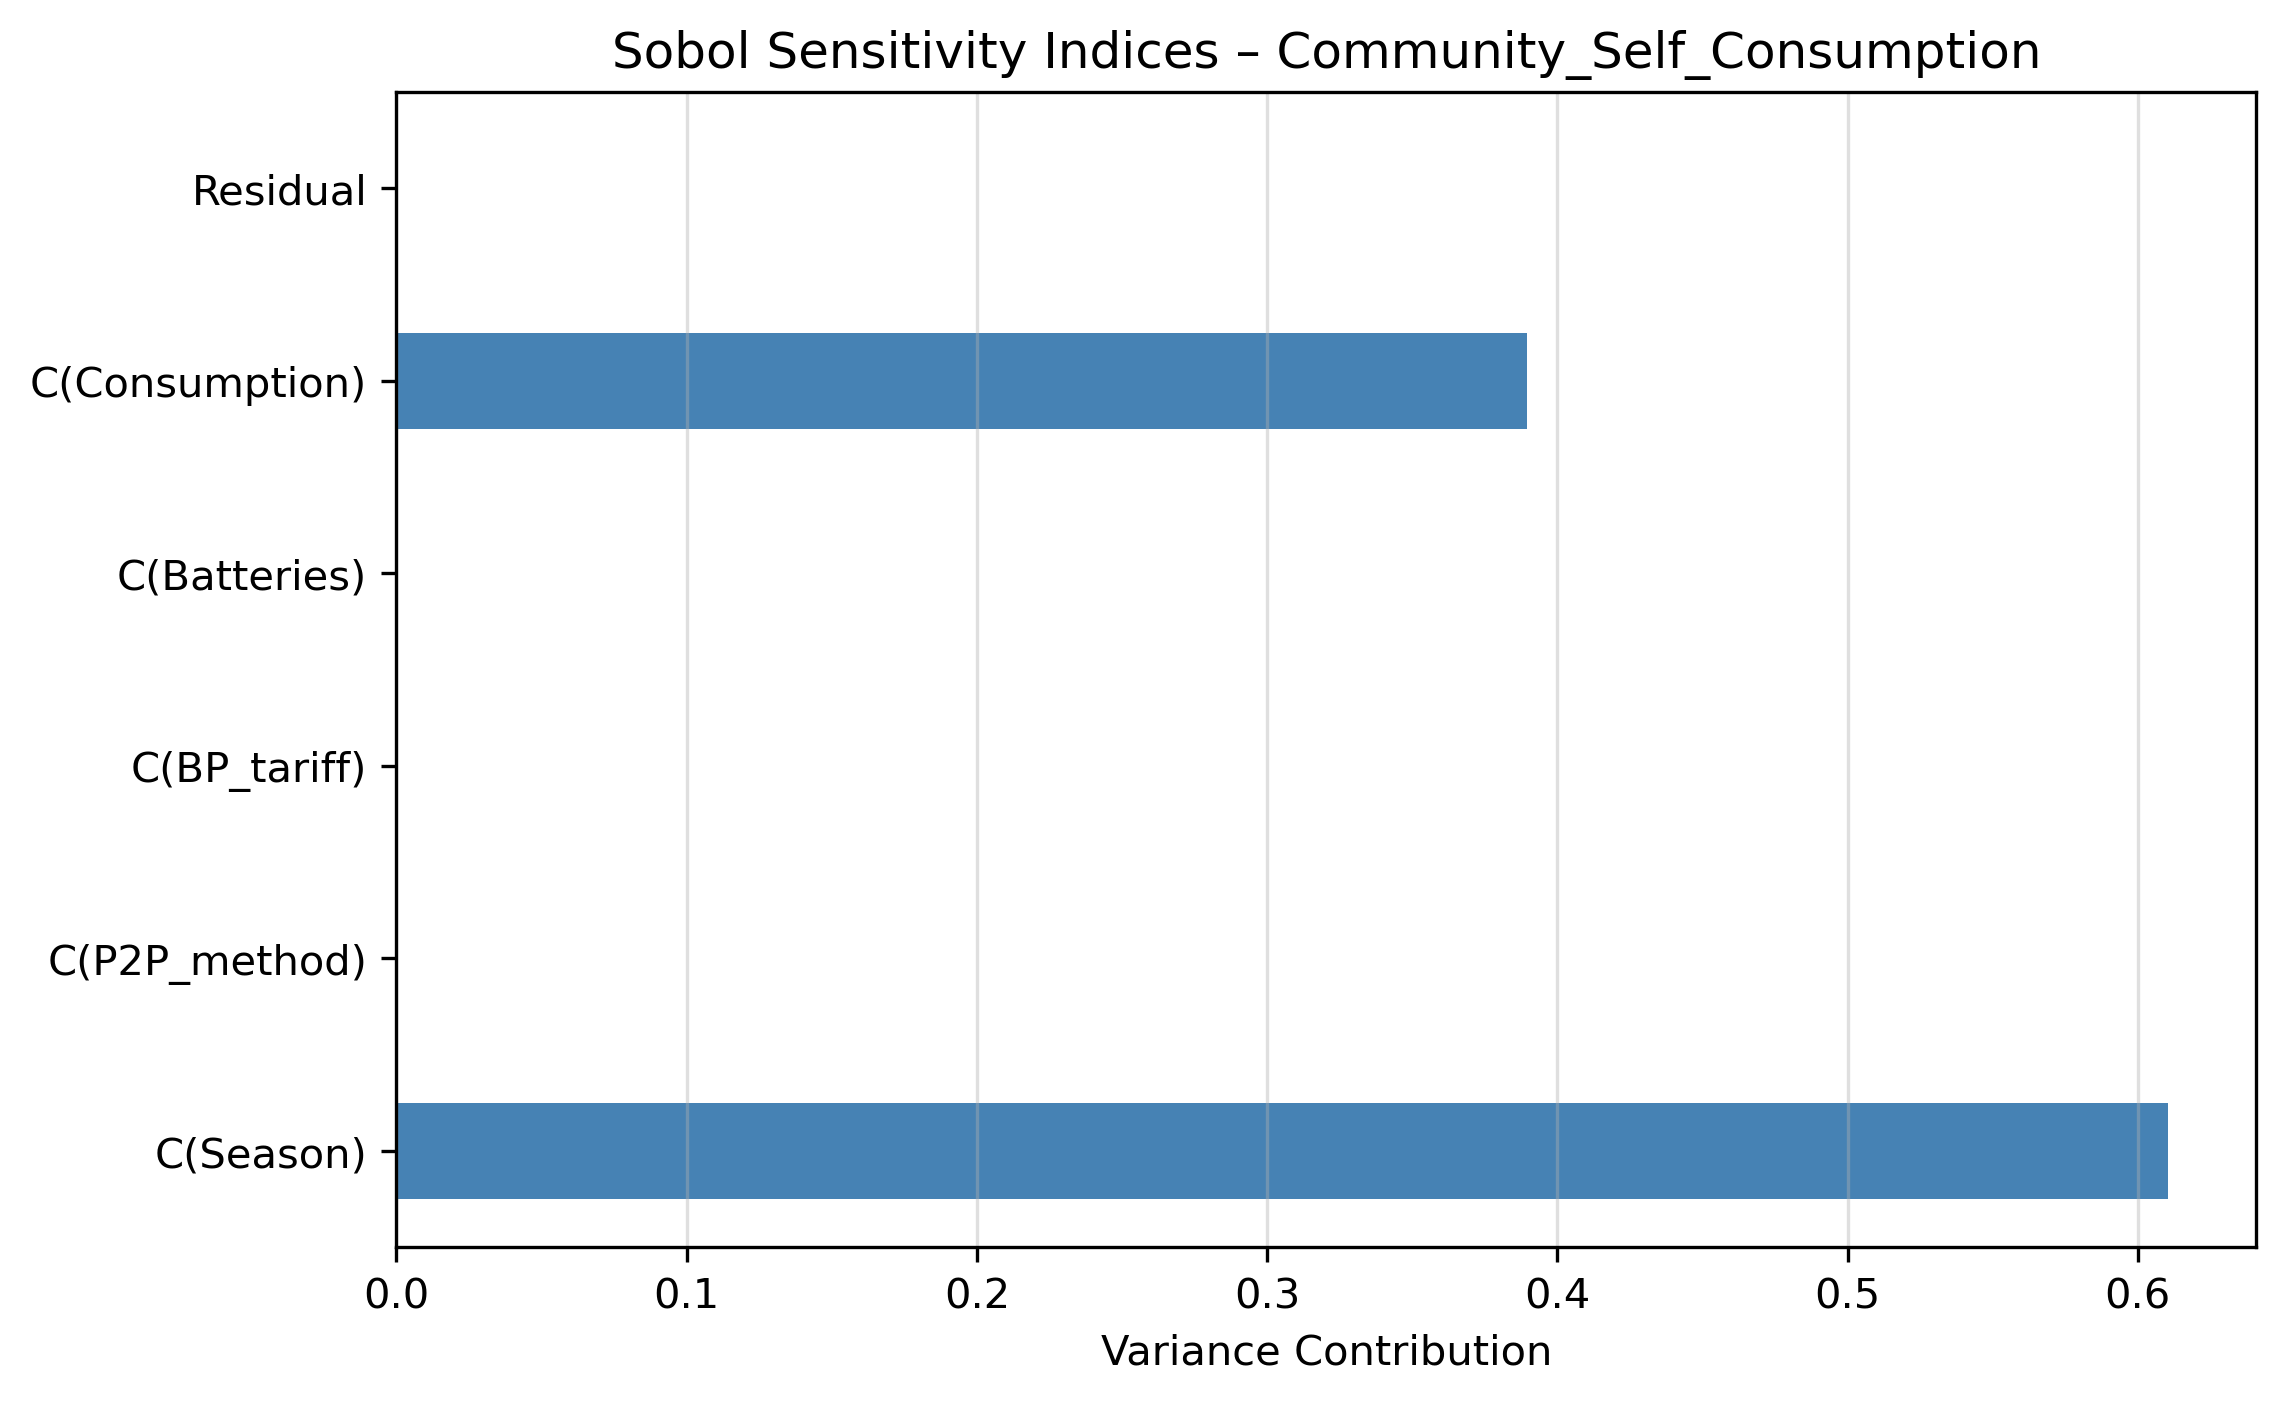 Sobol Sensitivity Indices – Community_Self_Consumption
Residual
C(Consumption)
C(Batteries)
C(BP_tariff)
C(P2P_method)
C(Season)
0.0 0.1 0.2 0.3 0.4 0.5 0.6
Variance Contribution